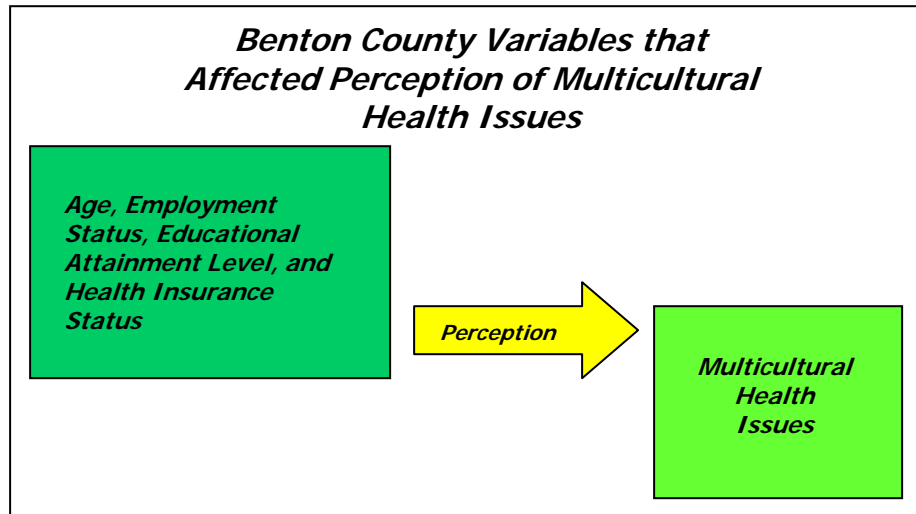 Benton County Variables that
Affected Perception of Multicultural
Health Issues
Age, Employment
Status, Educational
Attainment Level, and
Health Insurance
Status
Perception
Multicultural
Health
Issues